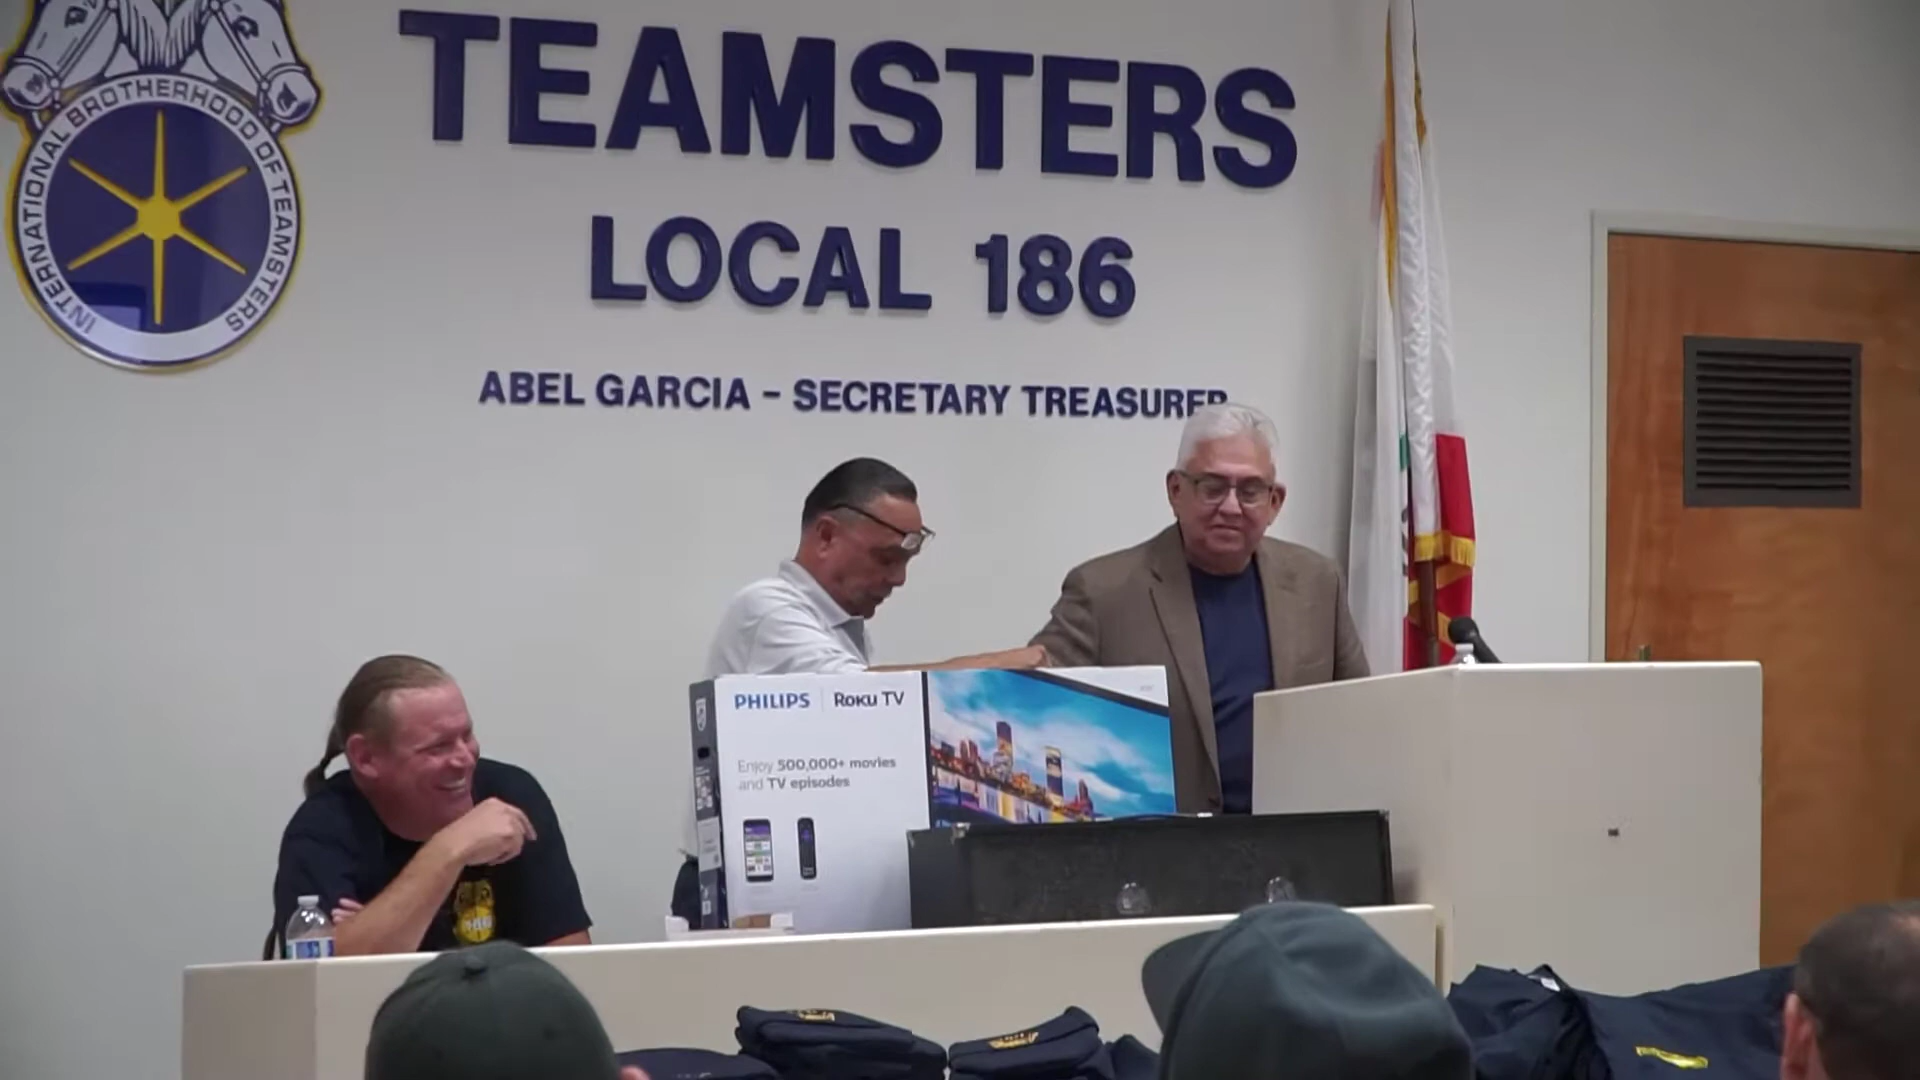 TEAMSTERS
LOCAL 186
ABEL GARCIA - SECRETARY TREASURER
INTERNATIONAL BROTHERHOOD OF TEAMSTERS
PHILIPS | Roku TV
Enjoy 500,000+ movies
and TV episodes